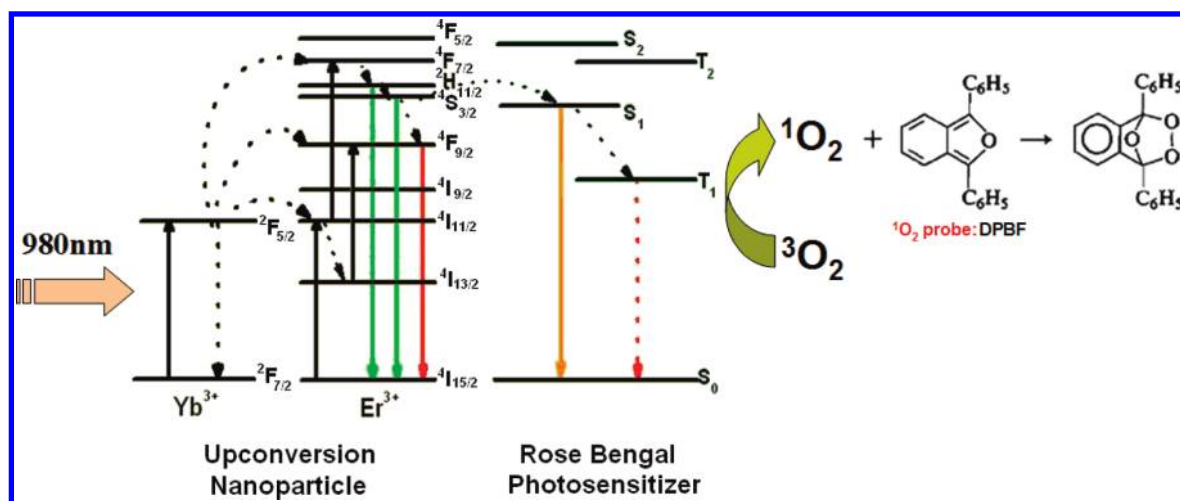 980nm
²F₅/₂
²F₇/₂
Yb³⁺
⁴F₅/₂
⁴F₇/₂
²H₁₁/₂
⁴S₃/₂
⁴F₉/₂
⁴I₉/₂
⁴I₁₁/₂
⁴I₁₃/₂
⁴I₁₅/₂
Er³⁺
Upconversion
Nanoparticle
S₂
T₂
S₁
T₁
S₀
Rose Bengal
Photosensitizer
¹O₂ +
³O₂
C₆H₅
O
C₆H₅
→
¹O₂ probe: DPBF
C₆H₅
O
O
O
O
C₆H₅